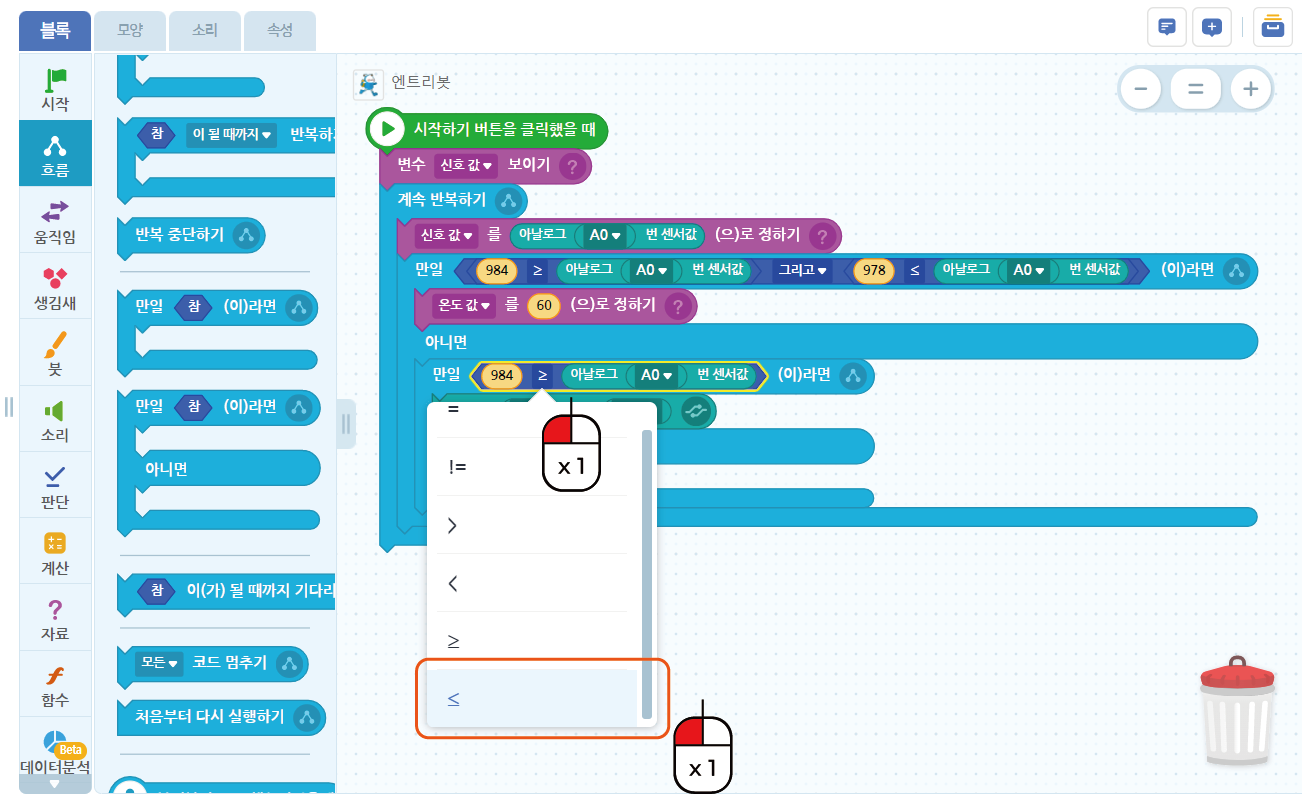 블록
모양
소리
속성
시작
흐름
움직임
생김새
붓
소리
판단
계산
자료
함수
Beta
데이터분석
참 이 될 때까지 반복하
반복 중단하기
만일 참 (이)라면
만일 참 (이)라면
아니면
참 이(가) 될 때까지 기다리
모든 코드 멈추기
처음부터 다시 실행하기
엔트리봇
시작하기 버튼을 클릭했을 때
변수 신호 값 보이기 ?
계속 반복하기
신호 값 를 아날로그 A0 번 센서값 (으)로 정하기 ?
만일 984 ≥ 아날로그 A0 번 센서값 그리고 978 ≤ 아날로그 A0 번 센서값 (이)라면
온도 값 를 60 (으)로 정하기 ?
아니면
만일 984 ≥ 아날로그 A0 번 센서값 (이)라면
=
!=
>
<
≥
≤
x 1
x 1